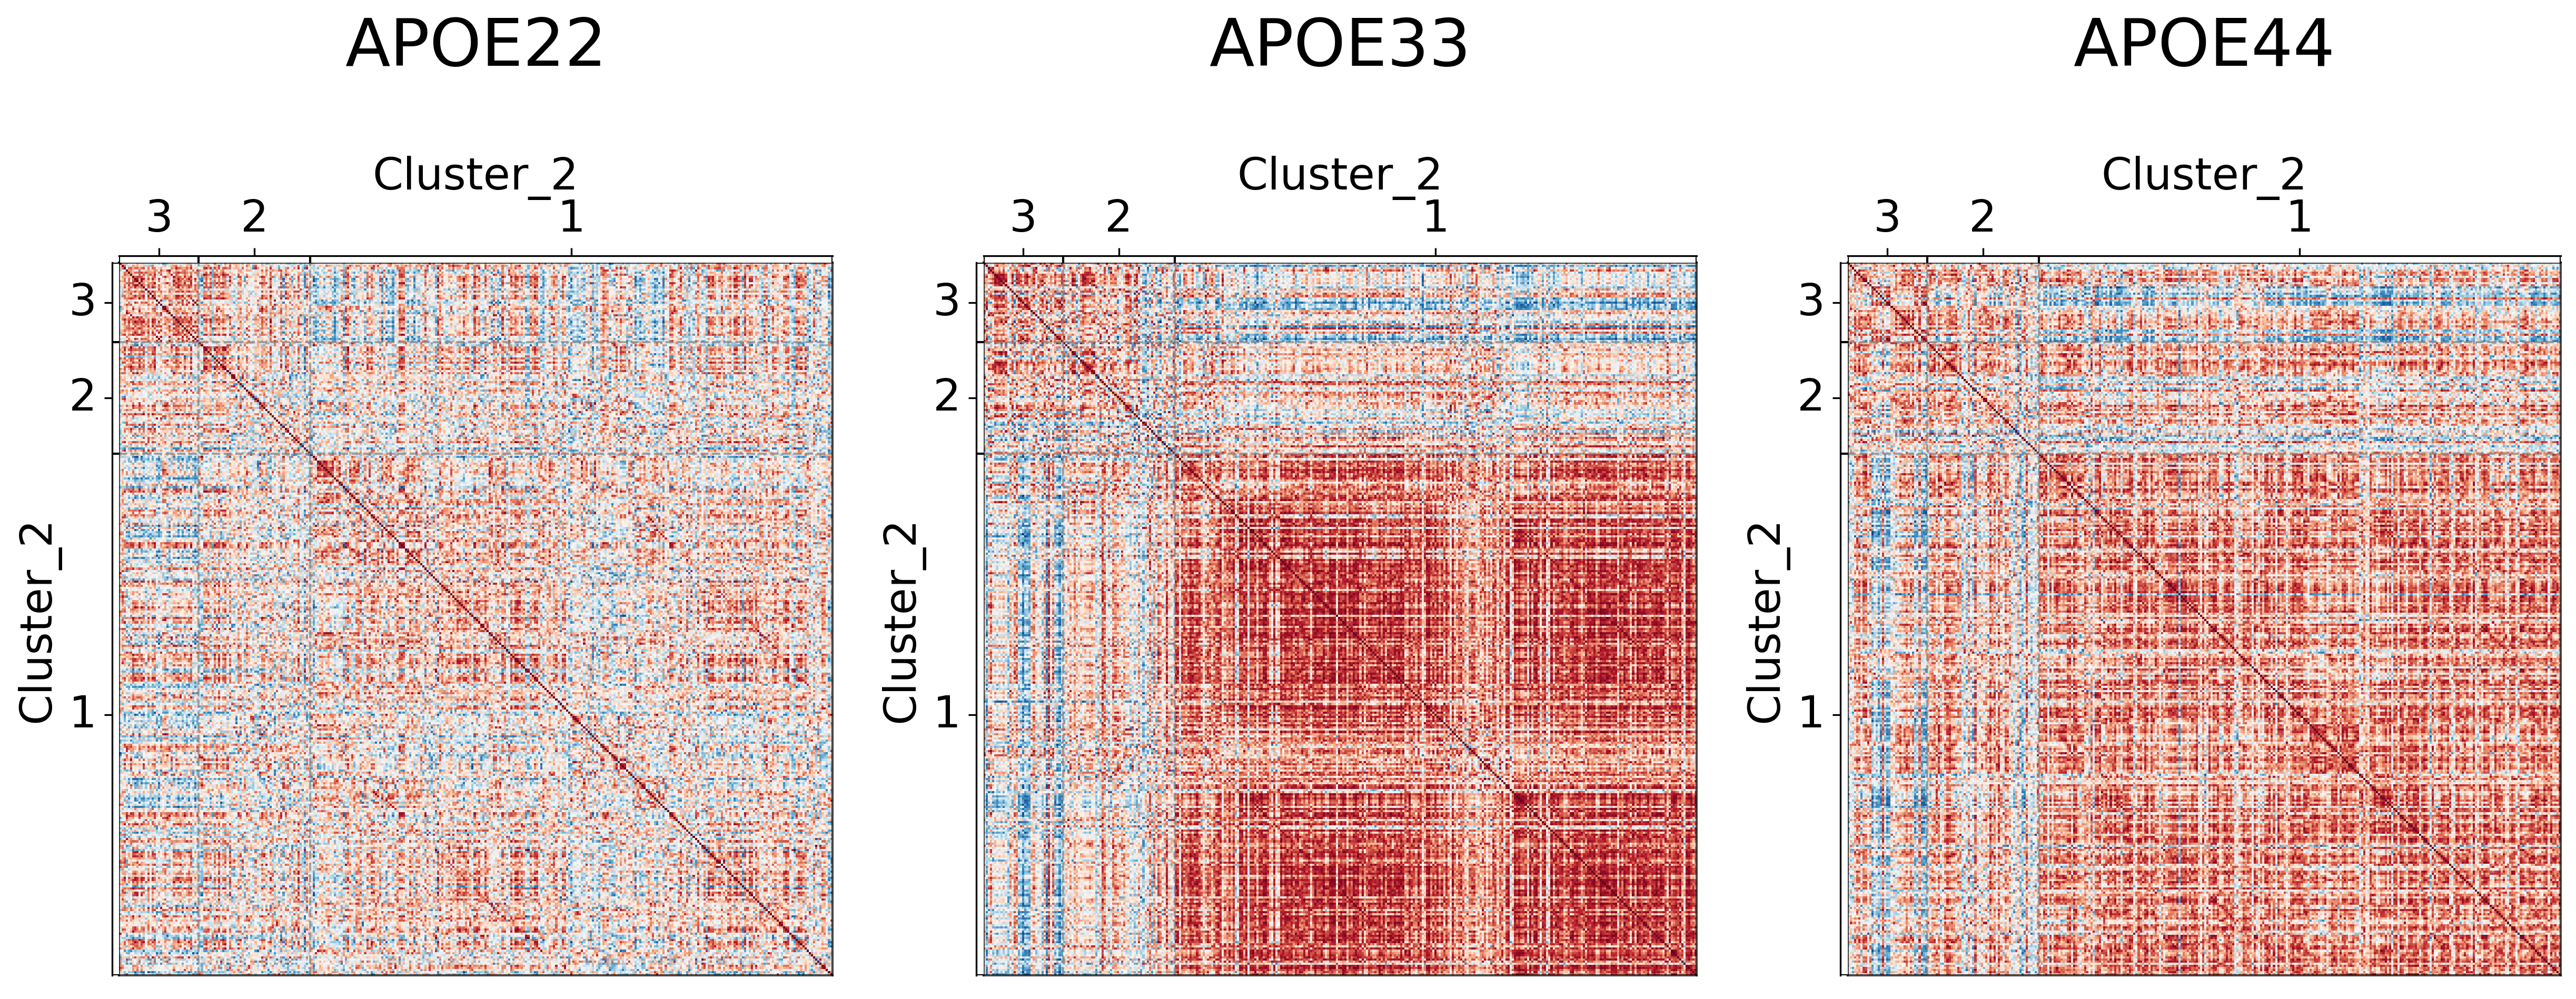 APOE22 APOE33 APOE44
Cluster_2 Cluster_2 Cluster_2
3 2 1 3 2 1 3 2 1
3 3 3
2 2 2
Cluster_2 Cluster_2 Cluster_2
1 1 1